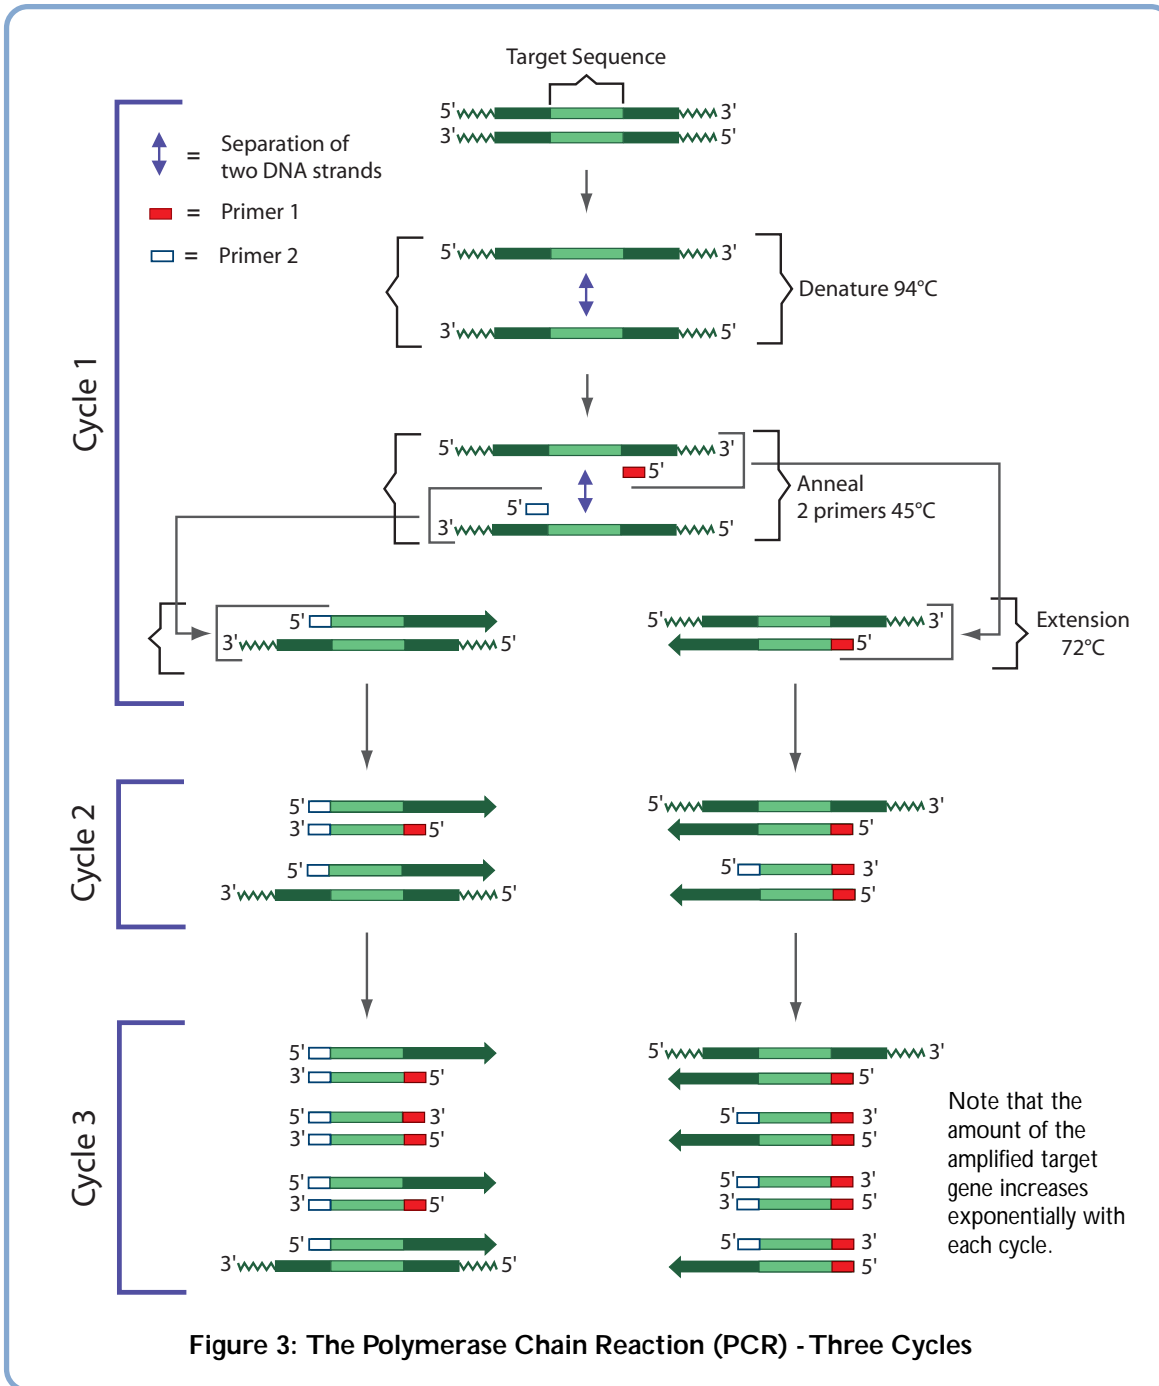 Target Sequence
5' 3'
3' 5'
= Separation of
two DNA strands
= Primer 1
= Primer 2
5' 3'
Denature 94°C
3' 5'
Cycle 1
5' 3'
5'
Anneal
2 primers 45°C
5'
3' 5'
5'
3' 5'
5' 3'
5'
Extension
72°C
Cycle 2
5'
3' 5'
5'
3' 5'
5' 3'
5'
5' 3'
5'
Cycle 3
5'
3' 5'
5' 3'
3' 5'
5'
3' 5'
5'
3' 5'
5' 3'
5'
5' 3'
5'
5' 3'
3' 5'
5' 3'
5'
Note that the
amount of the
amplified target
gene increases
exponentially with
each cycle.
Figure 3: The Polymerase Chain Reaction (PCR) - Three Cycles